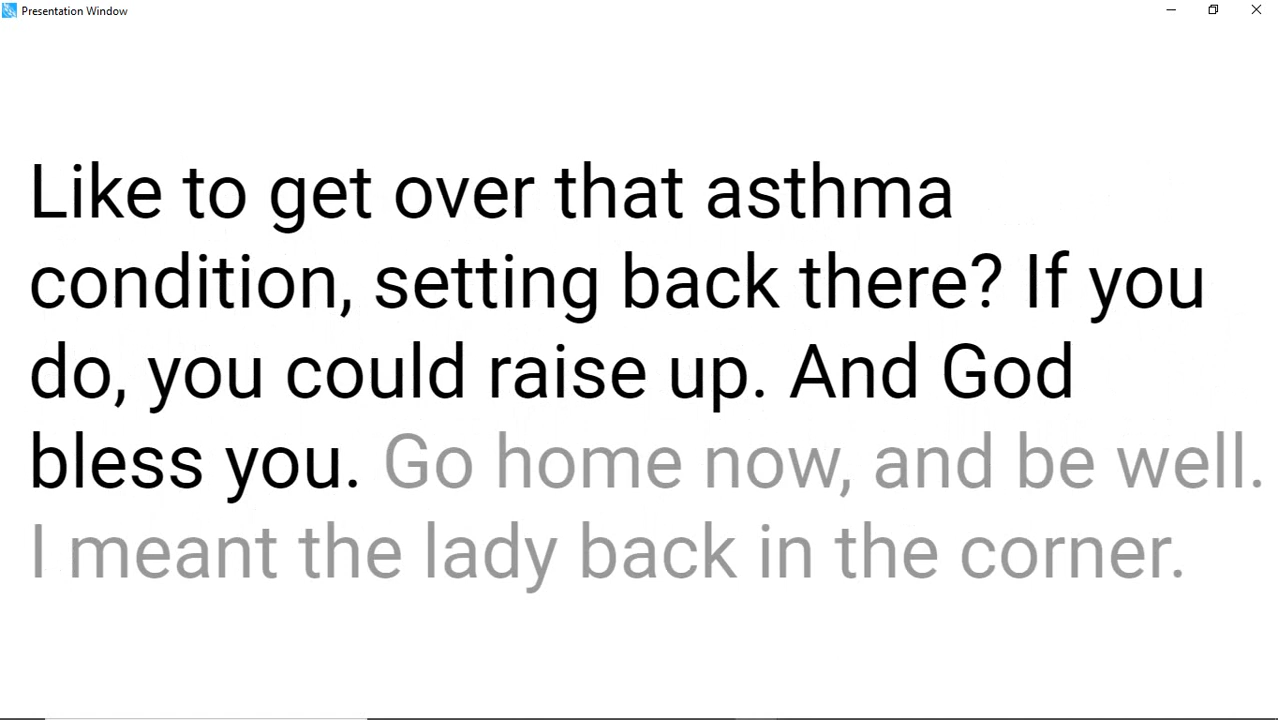 Presentation Window
Like to get over that asthma
condition, setting back there? If you
do, you could raise up. And God
bless you. Go home now, and be well.
I meant the lady back in the corner.